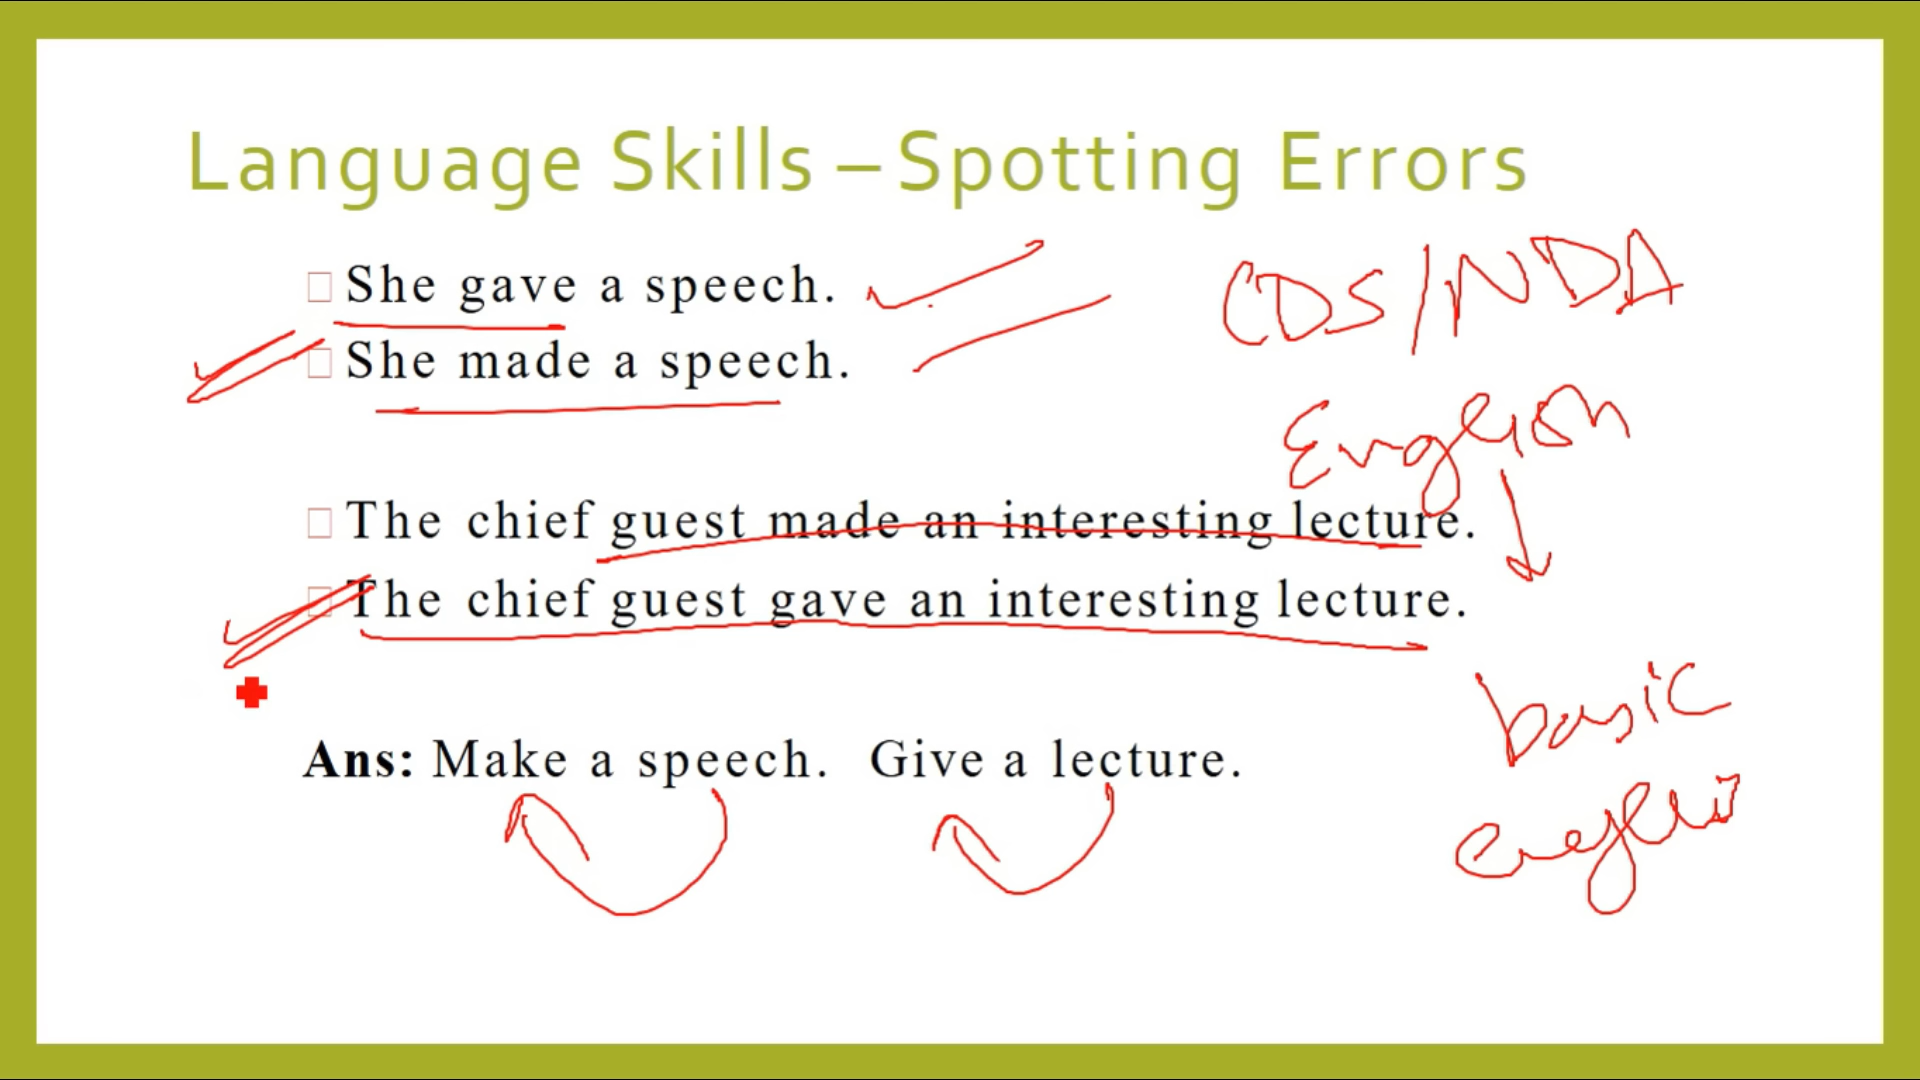 Language Skills – Spotting Errors
She gave a speech.
She made a speech.
CDS/NDA
English
The chief guest made an interesting lecture.
The chief guest gave an interesting lecture.
basic
Ans: Make a speech. Give a lecture.